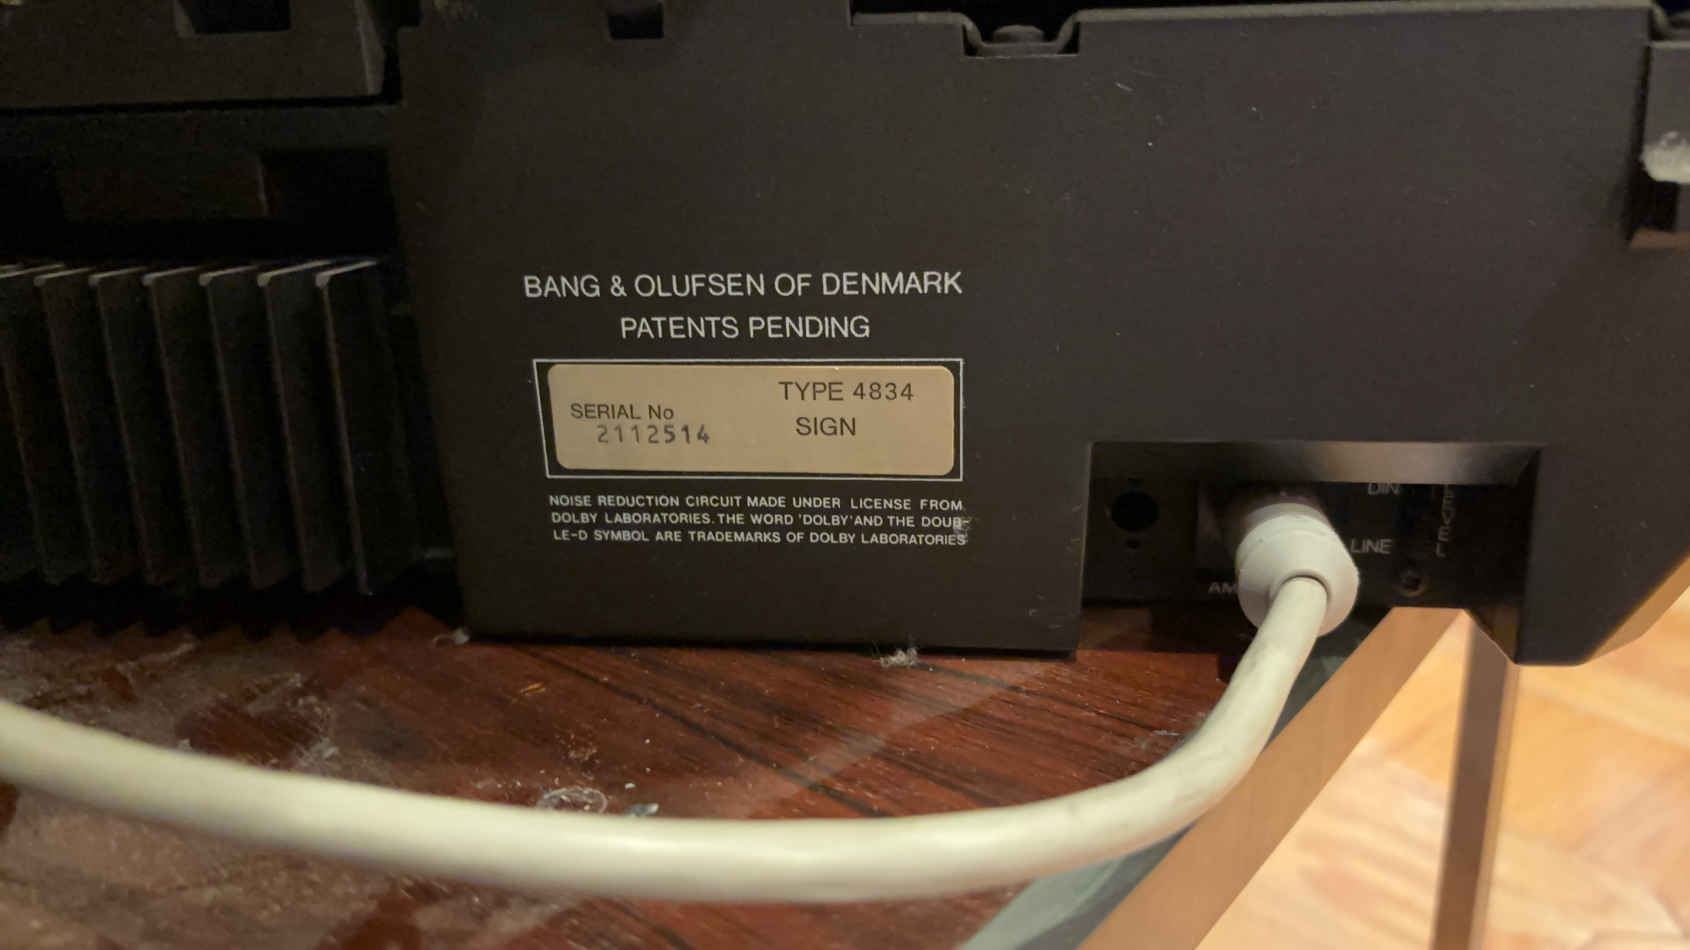 BANG & OLUFSEN OF DENMARK
PATENTS PENDING
TYPE 4834
SERIAL No
SIGN
2112514
NOISE REDUCTION CIRCUIT MADE UNDER LICENSE FROM
DOLBY LABORATORIES. THE WORD 'DOLBY' AND THE DOUB-
LE-D SYMBOL ARE TRADEMARKS OF DOLBY LABORATORIES
DIN
LINE